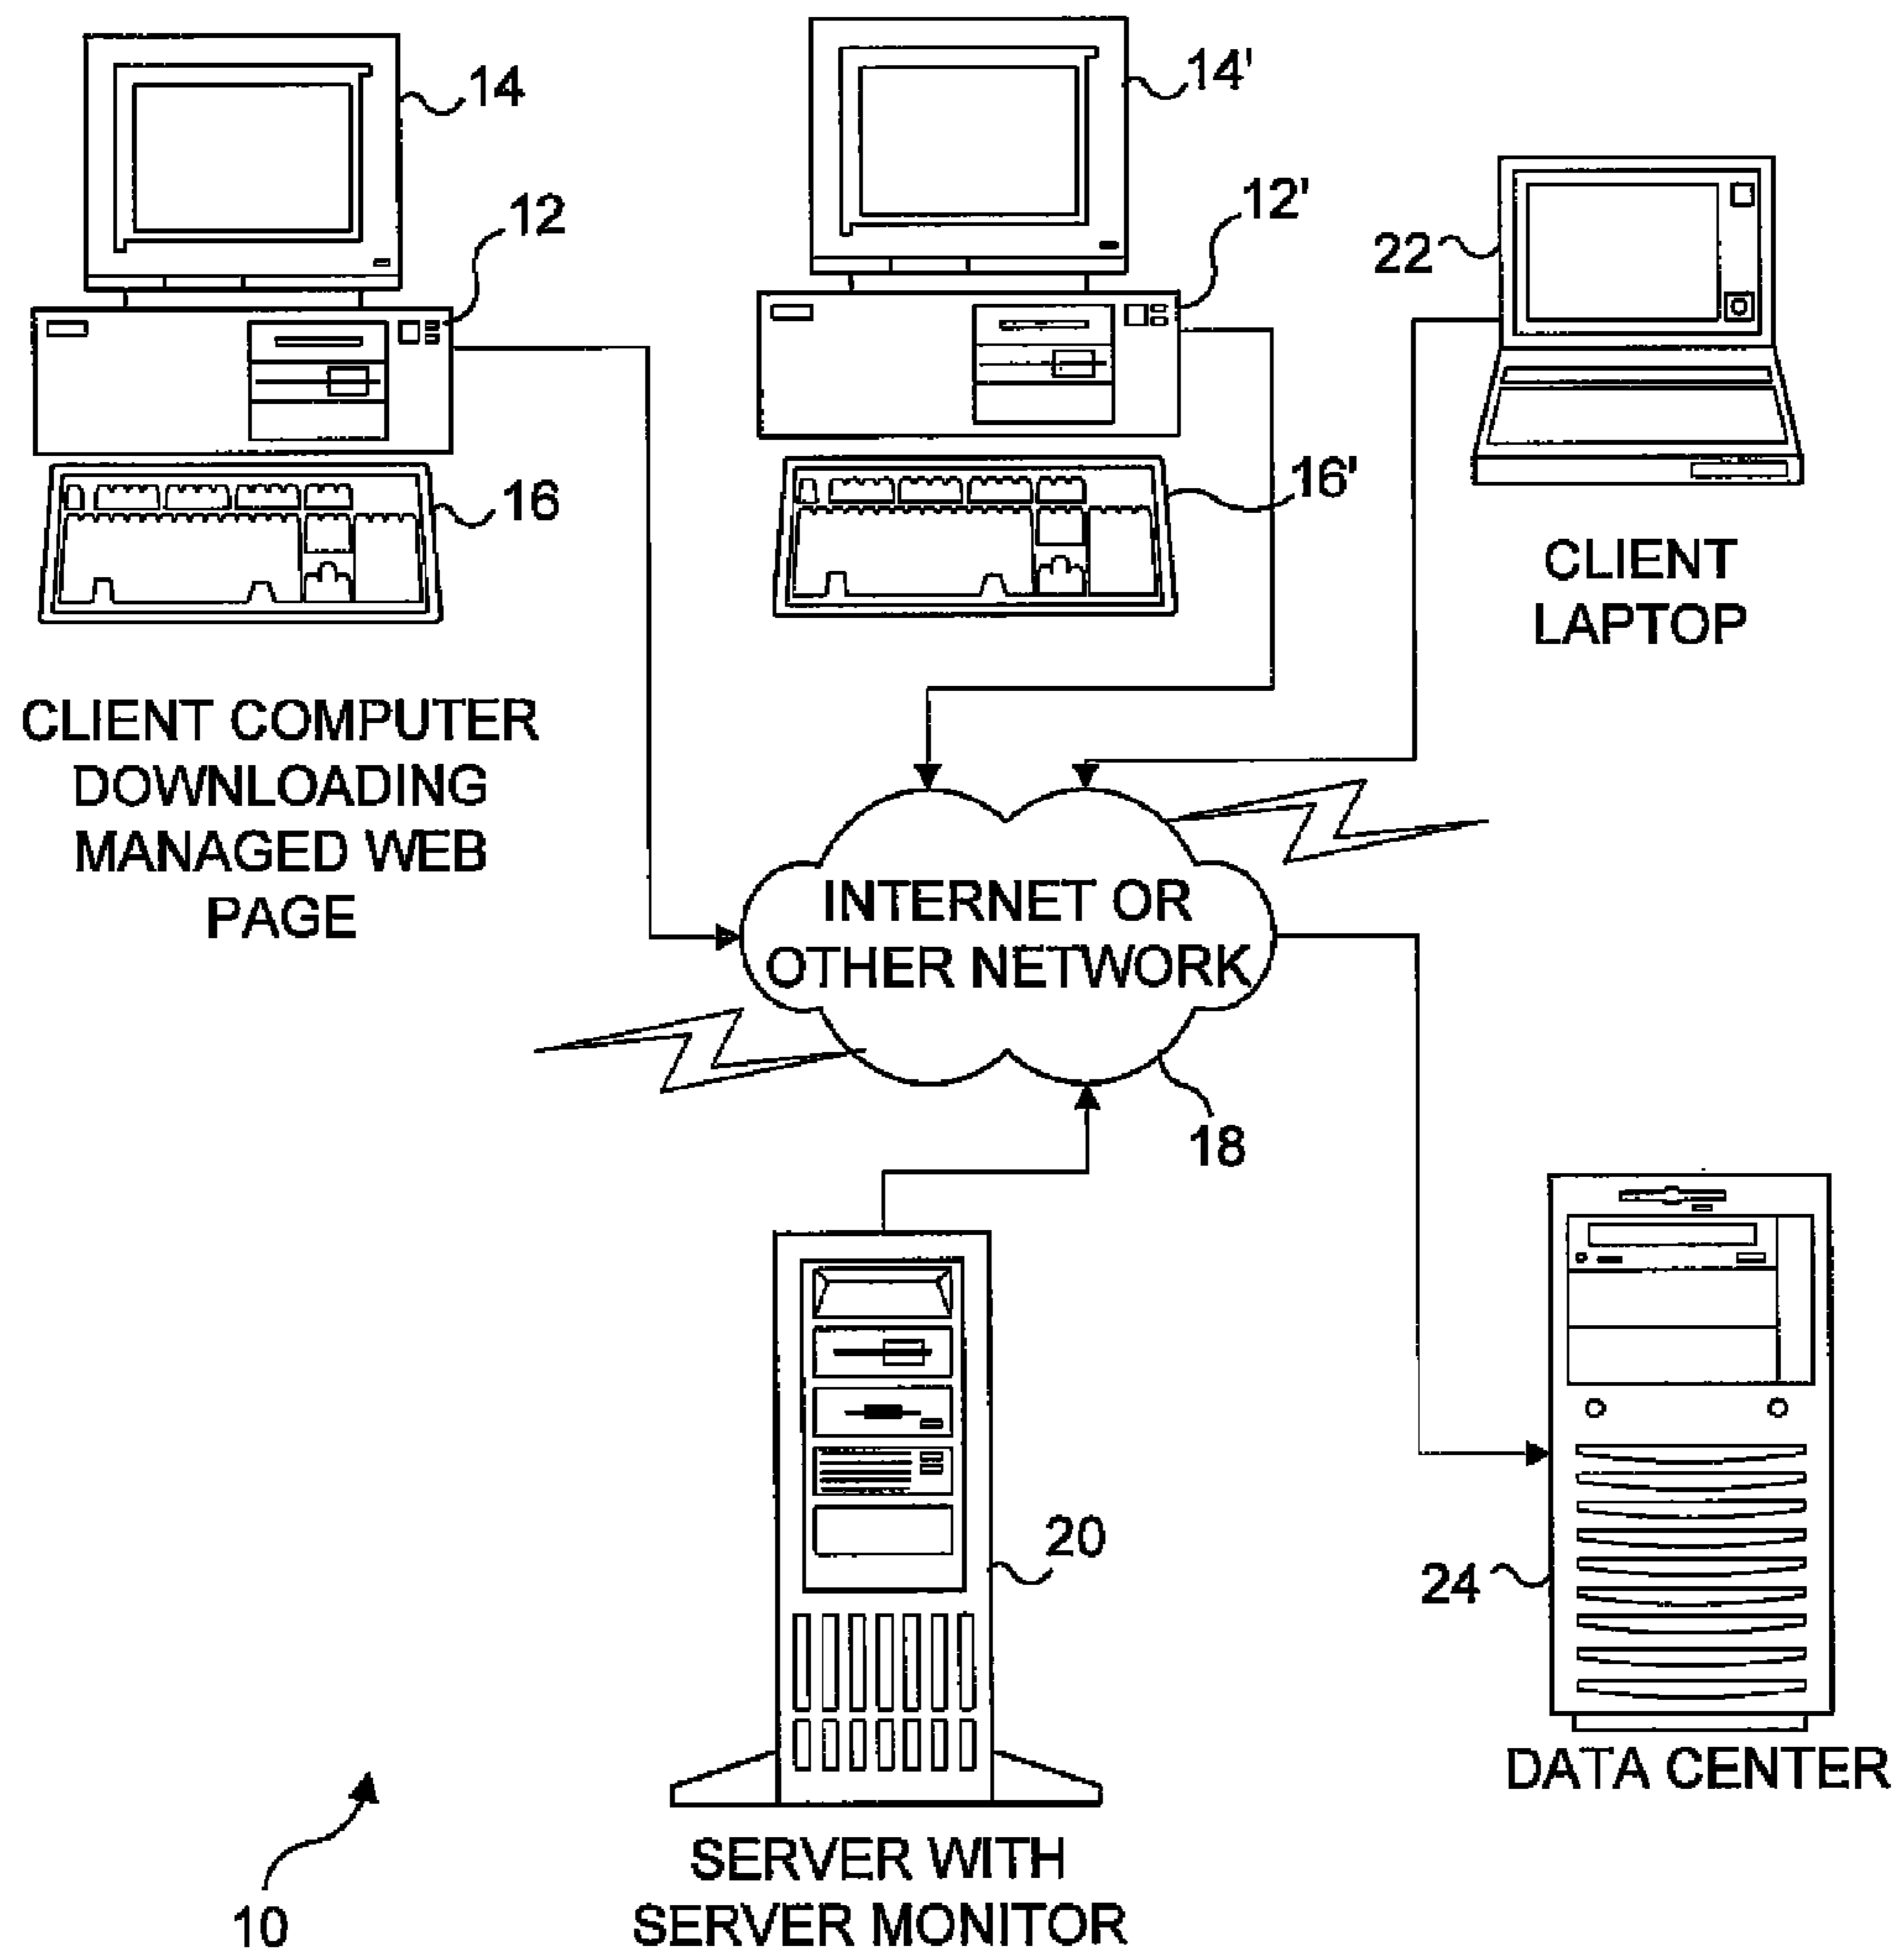 14
14'
12
12'
22
16
16'
CLIENT
LAPTOP
CLIENT COMPUTER
DOWNLOADING
MANAGED WEB
PAGE
INTERNET OR
OTHER NETWORK
18
20
24
DATA CENTER
SERVER WITH
SERVER MONITOR
10